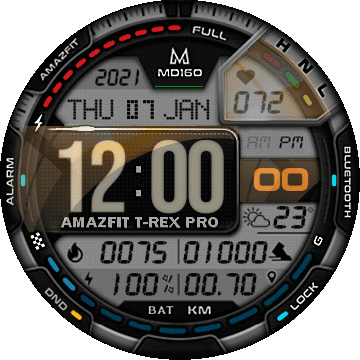 AMAZFIT
FULL
H N L
2021
MD160
THU 07 JAN
072
12:00
AM PM
00
AMAZFIT T-REX PRO
23°
ALARM
BLUETOOTH
0075
01000
100%
00.70
G
DND
BAT KM
LOCK